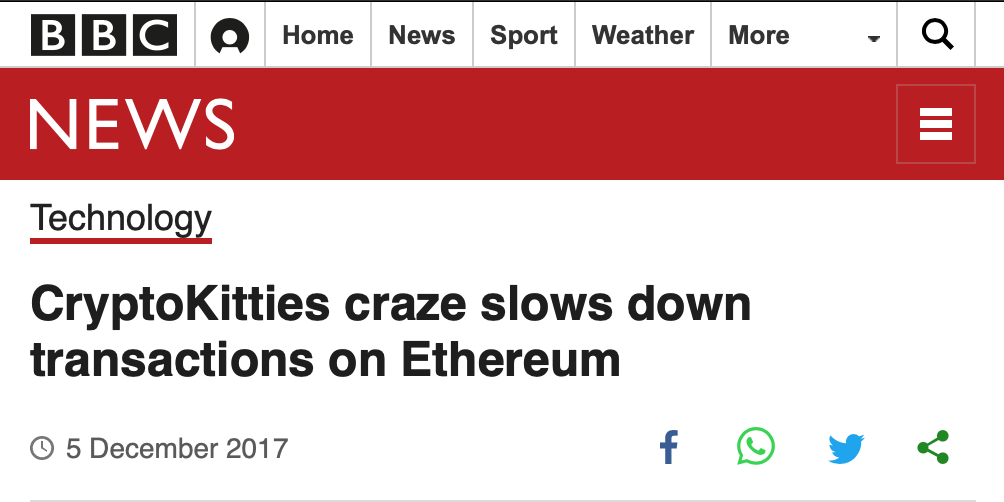 BBC Home News Sport Weather More
NEWS
Technology
CryptoKitties craze slows down
transactions on Ethereum
5 December 2017